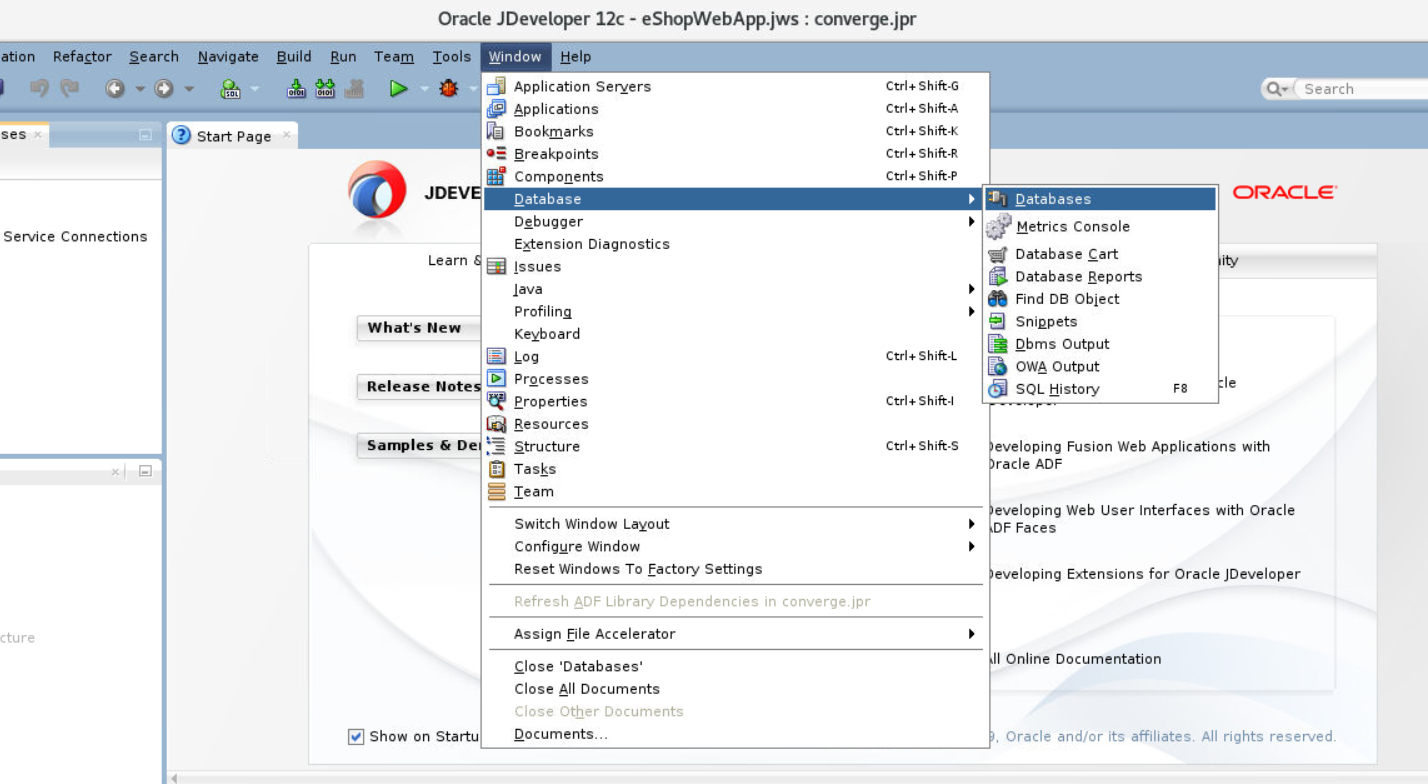 Oracle JDeveloper 12c - eShopWebApp.jws : converge.jpr
ation Refactor Search Navigate Build Run Team Tools Window Help
Search
ses
Start Page
JDEVE
ORACLE
Service Connections
Learn &
ity
What's New
Release Notes
Samples & De
cture
Application Servers Ctrl+Shift-G
Applications Ctrl+Shift-A
Bookmarks Ctrl+Shift-K
Breakpoints Ctrl+Shift-R
Components Ctrl+Shift-P
Database
Debugger
Extension Diagnostics
Issues
Java
Profiling
Keyboard
Log Ctrl+Shift-L
Processes
Properties Ctrl+Shift-I
Resources
Structure Ctrl+Shift-S
Tasks
Team
Switch Window Layout
Configure Window
Reset Windows To Factory Settings
Refresh ADF Library Dependencies in converge.jpr
Assign File Accelerator
Close 'Databases'
Close All Documents
Close Other Documents
Documents...
Databases
Metrics Console
Database Cart
Database Reports
Find DB Object
Snippets
Dbms Output
OWA Output
SQL History F8
cle
Developing Fusion Web Applications with
Oracle ADF
Developing Web User Interfaces with Oracle
ADF Faces
Developing Extensions for Oracle JDeveloper
All Online Documentation
Show on Startu
9, Oracle and/or its affiliates. All rights reserved.